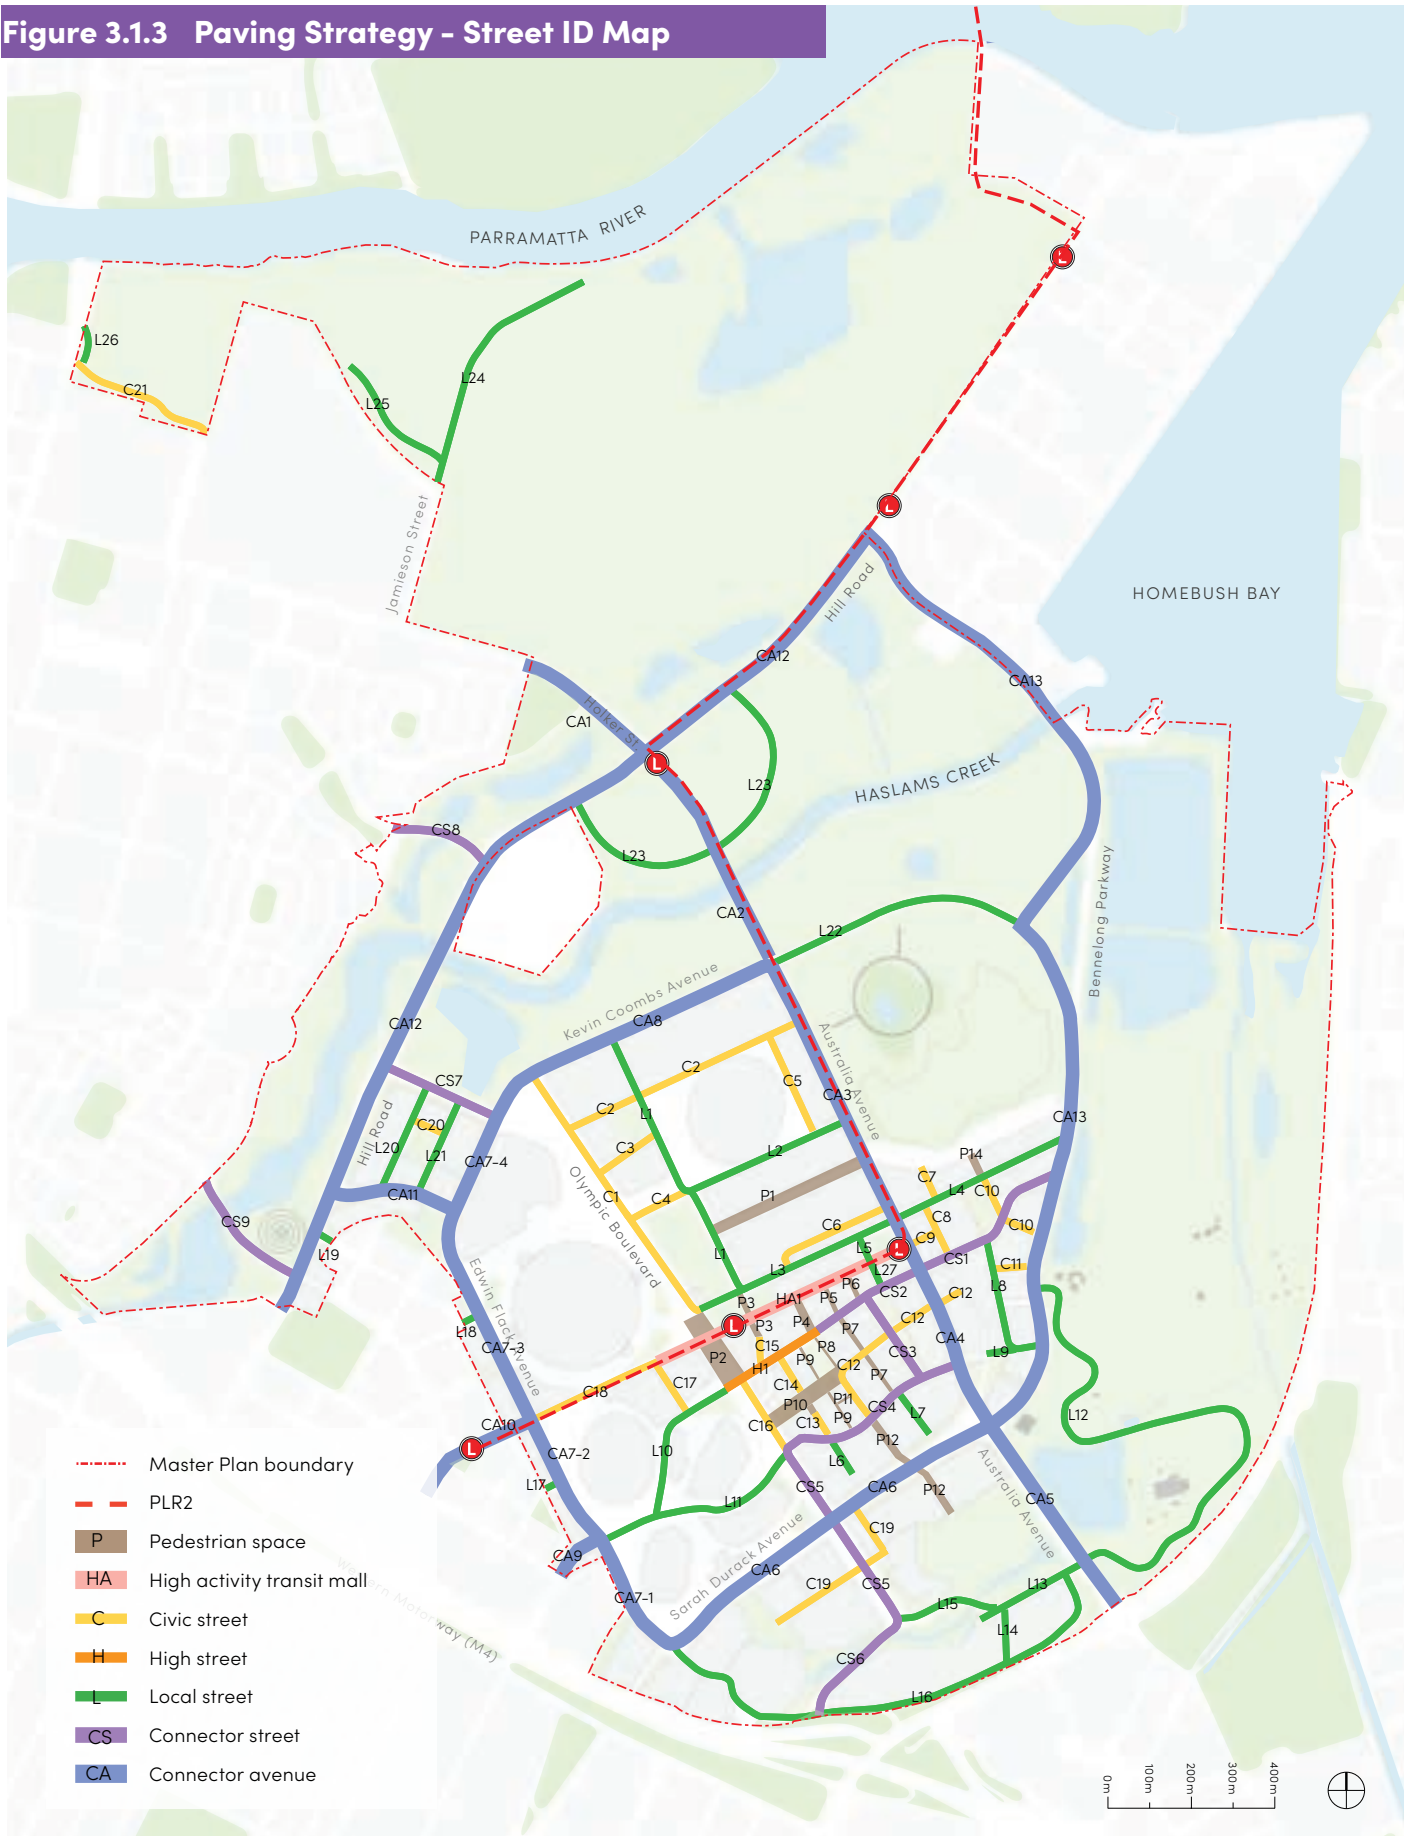 Figure 3.1.3 Paving Strategy - Street ID Map
PARRAMATTA RIVER
L
L26
C21
L25
L24
L
Jamieson Street
Hill Road
HOMEBUSH BAY
CA12
CA13
CA1
Holker St.
L
L23
HASLAMS CREEK
CS8
L23
CA2
L22
Bennelong Parkway
Kevin Coombs Avenue
CA8
CA12
Australia Avenue
C2
C5
CS7
CA3
C2
L1
CA13
C20
Hill Road
L20
L21
C3
L2
CA7-4
P14
C7
CA11
C1
C4
P1
L4
C10
Olympic Boulevard
CS9
C6
C8
C10
C9
L19
L1
L5
L
CS1
C11
L3
L27
Edwin Flack Avenue
P6
L8
HA1
P5
CS2
C12
P3
L
P3
P4
C12
L18
P7
CA4
CA7-3
C15
P8
CS3
L9
P2
P9
H1
C12
C18
C17
C14
P7
P11
P10
CS4
L7
L12
CA10
C16
C13
P9
L
CA7-2
L10
P12
L6
L17
CS5
CA6
P12
Australia Avenue
CA5
L11
Sarah Durack Avenue
C19
CA9
CA6
C19
CS5
L13
CA7-1
L15
L14
CS6
L16
Western Motorway (M4)
Master Plan boundary
PLR2
P Pedestrian space
HA High activity transit mall
C Civic street
H High street
L Local street
CS Connector street
CA Connector avenue
0m 100m 200m 300m 400m